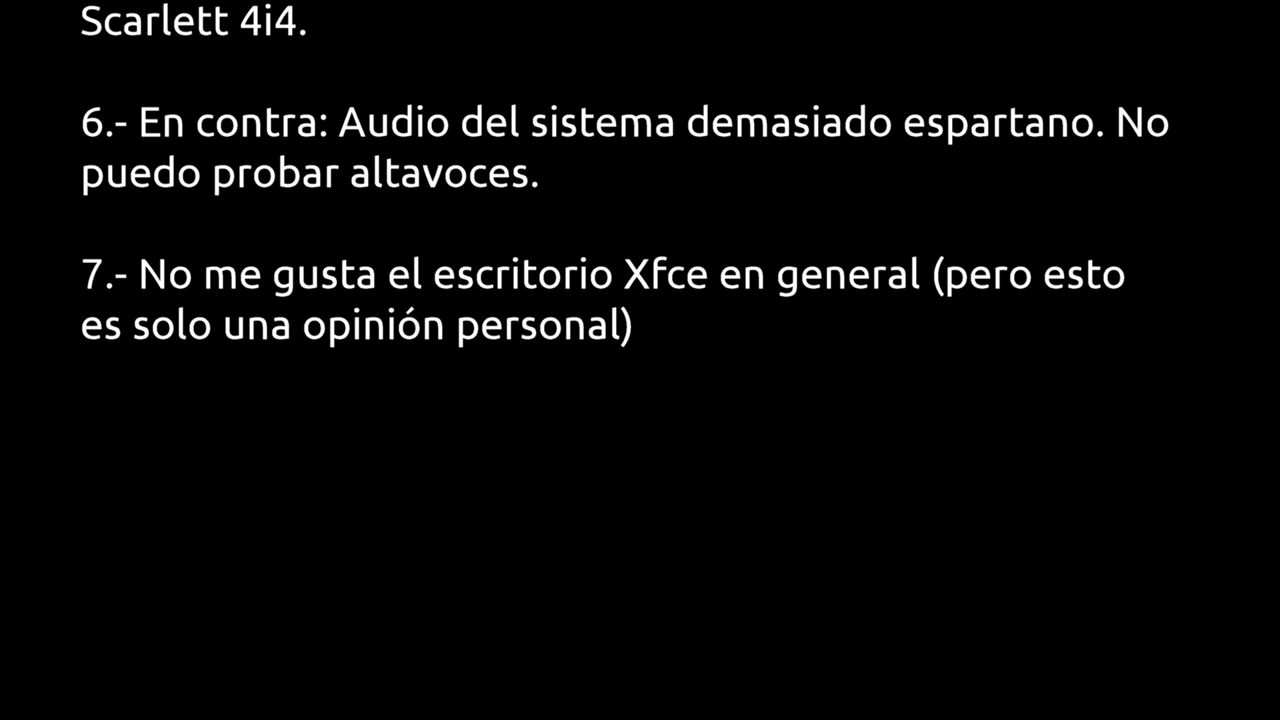 Scarlett 4i4.
6.- En contra: Audio del sistema demasiado espartano. No
puedo probar altavoces.
7.- No me gusta el escritorio Xfce en general (pero esto
es solo una opinión personal)